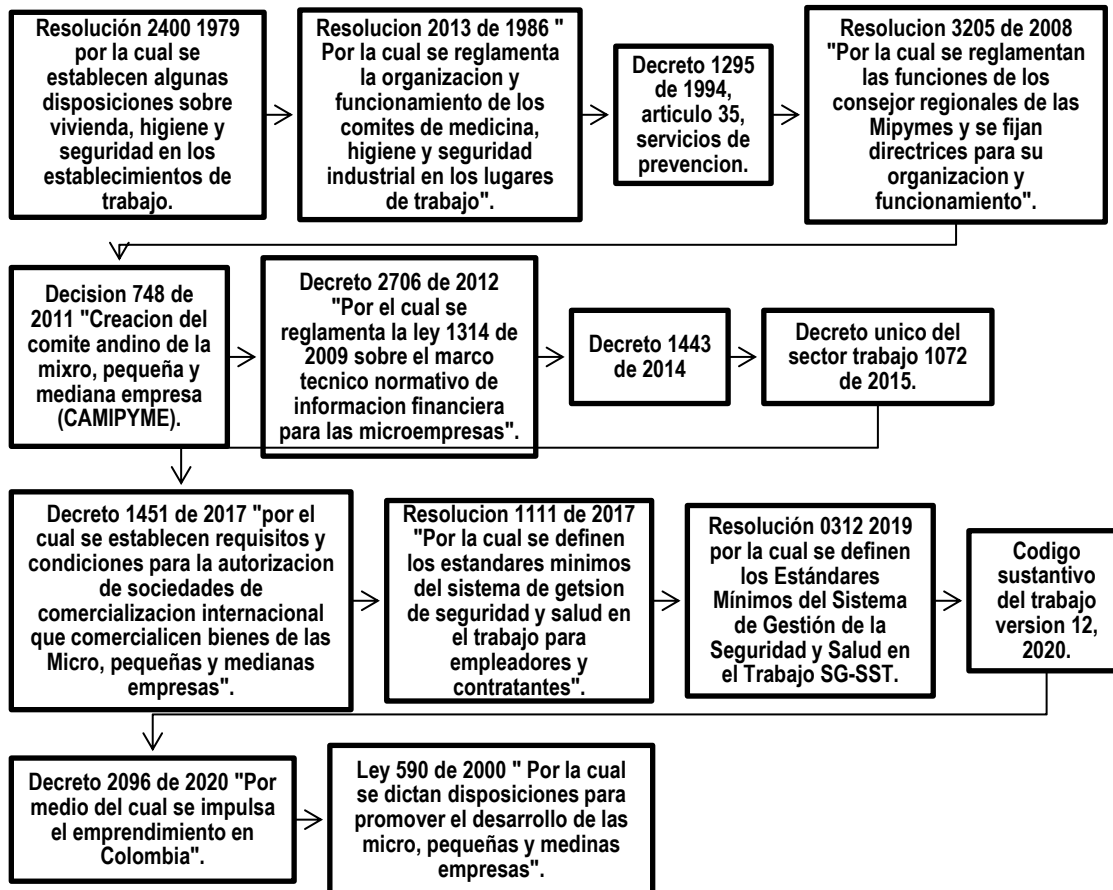 Resolución 2400 1979
por la cual se
establecen algunas
disposiciones sobre
vivienda, higiene y
seguridad en los
establecimientos de
trabajo.
Resolucion 2013 de 1986 "
Por la cual se reglamenta
la organizacion y
funcionamiento de los
comites de medicina,
higiene y seguridad
industrial en los lugares
de trabajo".
Decreto 1295
de 1994,
articulo 35,
servicios de
prevencion.
Resolucion 3205 de 2008
"Por la cual se reglamentan
las funciones de los
consejor regionales de las
Mipymes y se fijan
directrices para su
organizacion y
funcionamiento".
Decision 748 de
2011 "Creacion del
comite andino de la
mixro, pequeña y
mediana empresa
(CAMIPYME).
Decreto 2706 de 2012
"Por el cual se
reglamenta la ley 1314 de
2009 sobre el marco
tecnico normativo de
informacion financiera
para las microempresas".
Decreto 1443
de 2014
Decreto unico del
sector trabajo 1072
de 2015.
Decreto 1451 de 2017 "por el
cual se establecen requisitos y
condiciones para la autorizacion
de sociedades de
comercializacion internacional
que comercialicen bienes de las
Micro, pequeñas y medianas
empresas".
Resolucion 1111 de 2017
"Por la cual se definen
los estandares minimos
del sistema de getsion
de seguridad y salud en
el trabajo para
empleadores y
contratantes".
Resolución 0312 2019
por la cual se definen
los Estándares
Mínimos del Sistema
de Gestión de la
Seguridad y Salud en
el Trabajo SG-SST.
Codigo
sustantivo
del trabajo
version 12,
2020.
Decreto 2096 de 2020 "Por
medio del cual se impulsa
el emprendimiento en
Colombia".
Ley 590 de 2000 " Por la cual
se dictan disposiciones para
promover el desarrollo de las
micro, pequeñas y medinas
empresas".